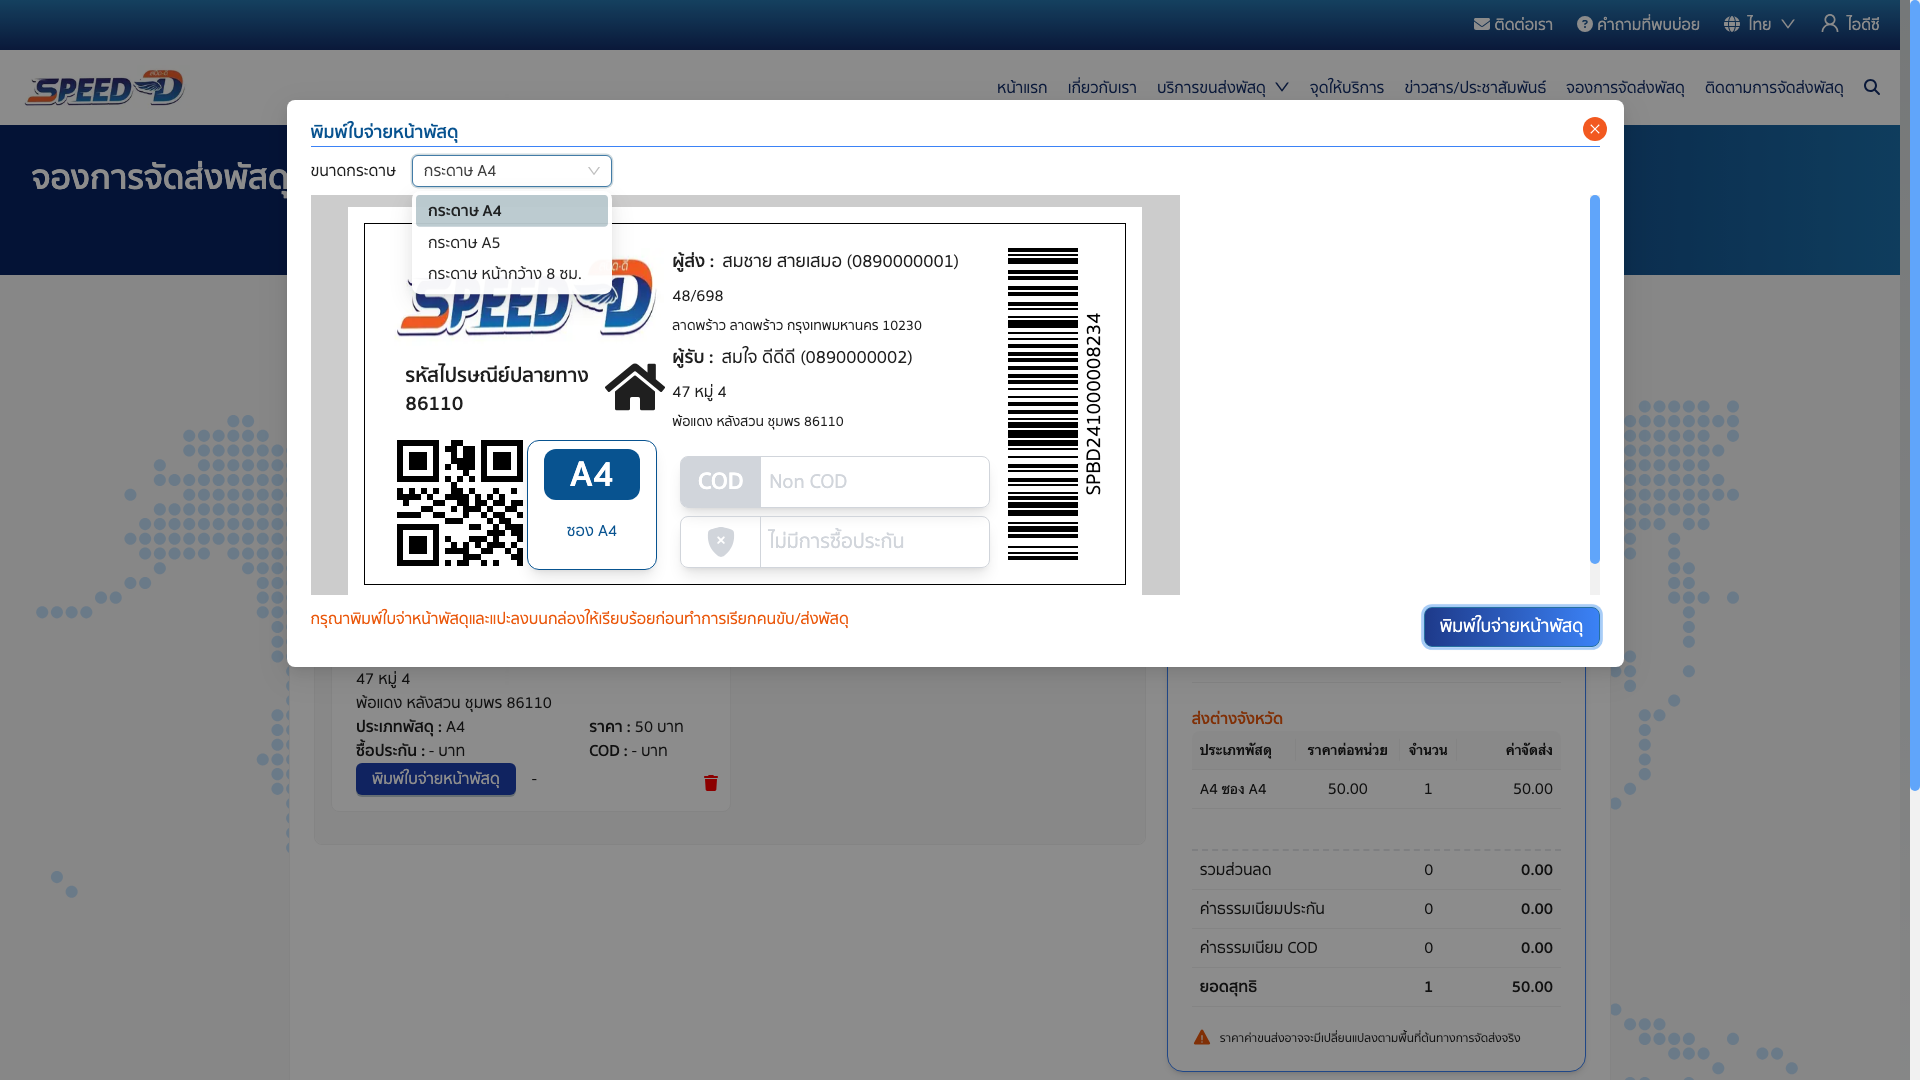 ติดต่อเรา คำถามที่พบบ่อย ไทย ไอดีซี
SPEED-D หน้าแรก เกี่ยวกับเรา บริการขนส่งพัสดุ จุดให้บริการ ข่าวสาร/ประชาสัมพันธ์ จองการจัดส่งพัสดุ ติดตามการจัดส่งพัสดุ
จองการจัดส่งพัสดุ
พิมพ์ใบจ่ายหน้าพัสดุ
ขนาดกระดาษ กระดาษ A4
กระดาษ A4
กระดาษ A5
กระดาษ หน้ากว้าง 8 ซม.
SPEED D
รหัสไปรษณีย์ปลายทาง
86110
A4
ซอง A4
ผู้ส่ง : สมชาย สายเสมอ (0890000001)
48/698
ลาดพร้าว ลาดพร้าว กรุงเทพมหานคร 10230
ผู้รับ : สมใจ ดีดีดี (0890000002)
47 หมู่ 4
พ้อแดง หลังสวน ชุมพร 86110
COD Non COD
ไม่มีการซื้อประกัน
SPBD241000008234
กรุณาพิมพ์ใบจ่าหน้าพัสดุและแปะลงบนกล่องให้เรียบร้อยก่อนทำการเรียกคนขับ/ส่งพัสดุ
พิมพ์ใบจ่ายหน้าพัสดุ
47 หมู่ 4
พ้อแดง หลังสวน ชุมพร 86110
ประเภทพัสดุ : A4 ราคา : 50 บาท
ซื้อประกัน : - บาท COD : - บาท
พิมพ์ใบจ่ายหน้าพัสดุ -
ส่งต่างจังหวัด
ประเภทพัสดุ ราคาต่อหน่วย จำนวน ค่าจัดส่ง
A4 ซอง A4 50.00 1 50.00
รวมส่วนลด 0 0.00
ค่าธรรมเนียมประกัน 0 0.00
ค่าธรรมเนียม COD 0 0.00
ยอดสุทธิ 1 50.00
ราคาค่าขนส่งอาจจะมีเปลี่ยนแปลงตามพื้นที่ต้นทางการจัดส่งจริง